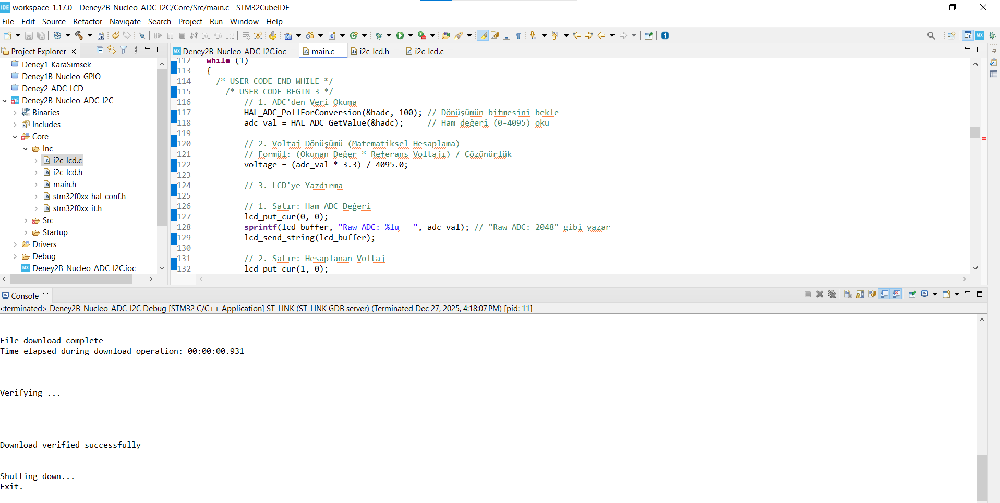 workspace_1.17.0 - Deney2B_Nucleo_ADC_I2C/Core/Src/main.c - STM32CubeIDE
File Edit Source Refactor Navigate Search Project Run Window Help
Project Explorer
Deney1_KaraSimsek
Deney1B_Nucleo_GPIO
Deney2_ADC_LCD
Deney2B_Nucleo_ADC_I2C
Binaries
Includes
Core
Inc
i2c-lcd.c
i2c-lcd.h
main.h
stm32f0xx_hal_conf.h
stm32f0xx_it.h
Src
Startup
Drivers
Debug
Deney2B_Nucleo_ADC_I2C.ioc
Deney2B_Nucleo_ADC_I2C.ioc main.c i2c-lcd.h i2c-lcd.c
112 while (1)
113 {
114 /* USER CODE END WHILE */
115 /* USER CODE BEGIN 3 */
116 // 1. ADC'den Veri Okuma
117 HAL_ADC_PollForConversion(&hadc, 100); // Dönüşümün bitmesini bekle
118 adc_val = HAL_ADC_GetValue(&hadc); // Ham değeri (0-4095) oku
119
120 // 2. Voltaj Dönüşümü (Matematiksel Hesaplama)
121 // Formül: (Okunan Değer * Referans Voltajı) / Çözünürlük
122 voltage = (adc_val * 3.3) / 4095.0;
123
124 // 3. LCD'ye Yazdırma
125
126 // 1. Satır: Ham ADC Değeri
127 lcd_put_cur(0, 0);
128 sprintf(lcd_buffer, "Raw ADC: %lu   ", adc_val); // "Raw ADC: 2048" gibi yazar
129 lcd_send_string(lcd_buffer);
130
131 // 2. Satır: Hesaplanan Voltaj
132 lcd_put_cur(1, 0);
Console
<terminated> Deney2B_Nucleo_ADC_I2C Debug [STM32 C/C++ Application] ST-LINK (ST-LINK GDB server) (Terminated Dec 27, 2025, 4:18:07 PM) [pid: 11]
File download complete
Time elapsed during download operation: 00:00:00.931
Verifying ...
Download verified successfully
Shutting down...
Exit.